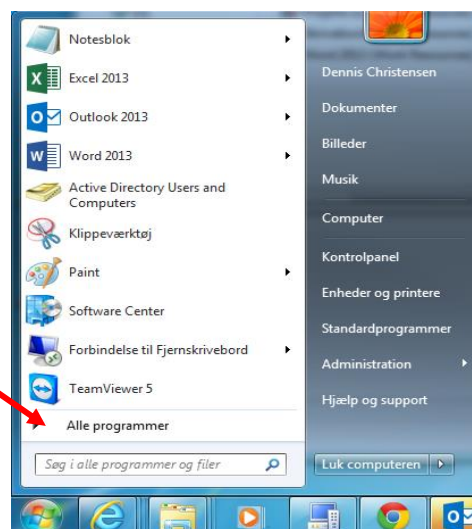 Notesblok
Excel 2013
Outlook 2013
Word 2013
Active Directory Users and
Computers
Klippeværktøj
Paint
Software Center
Forbindelse til Fjernskrivebord
TeamViewer 5
Alle programmer
Søg i alle programmer og filer
Dennis Christensen
Dokumenter
Billeder
Musik
Computer
Kontrolpanel
Enheder og printere
Standardprogrammer
Administration
Hjælp og support
Luk computeren